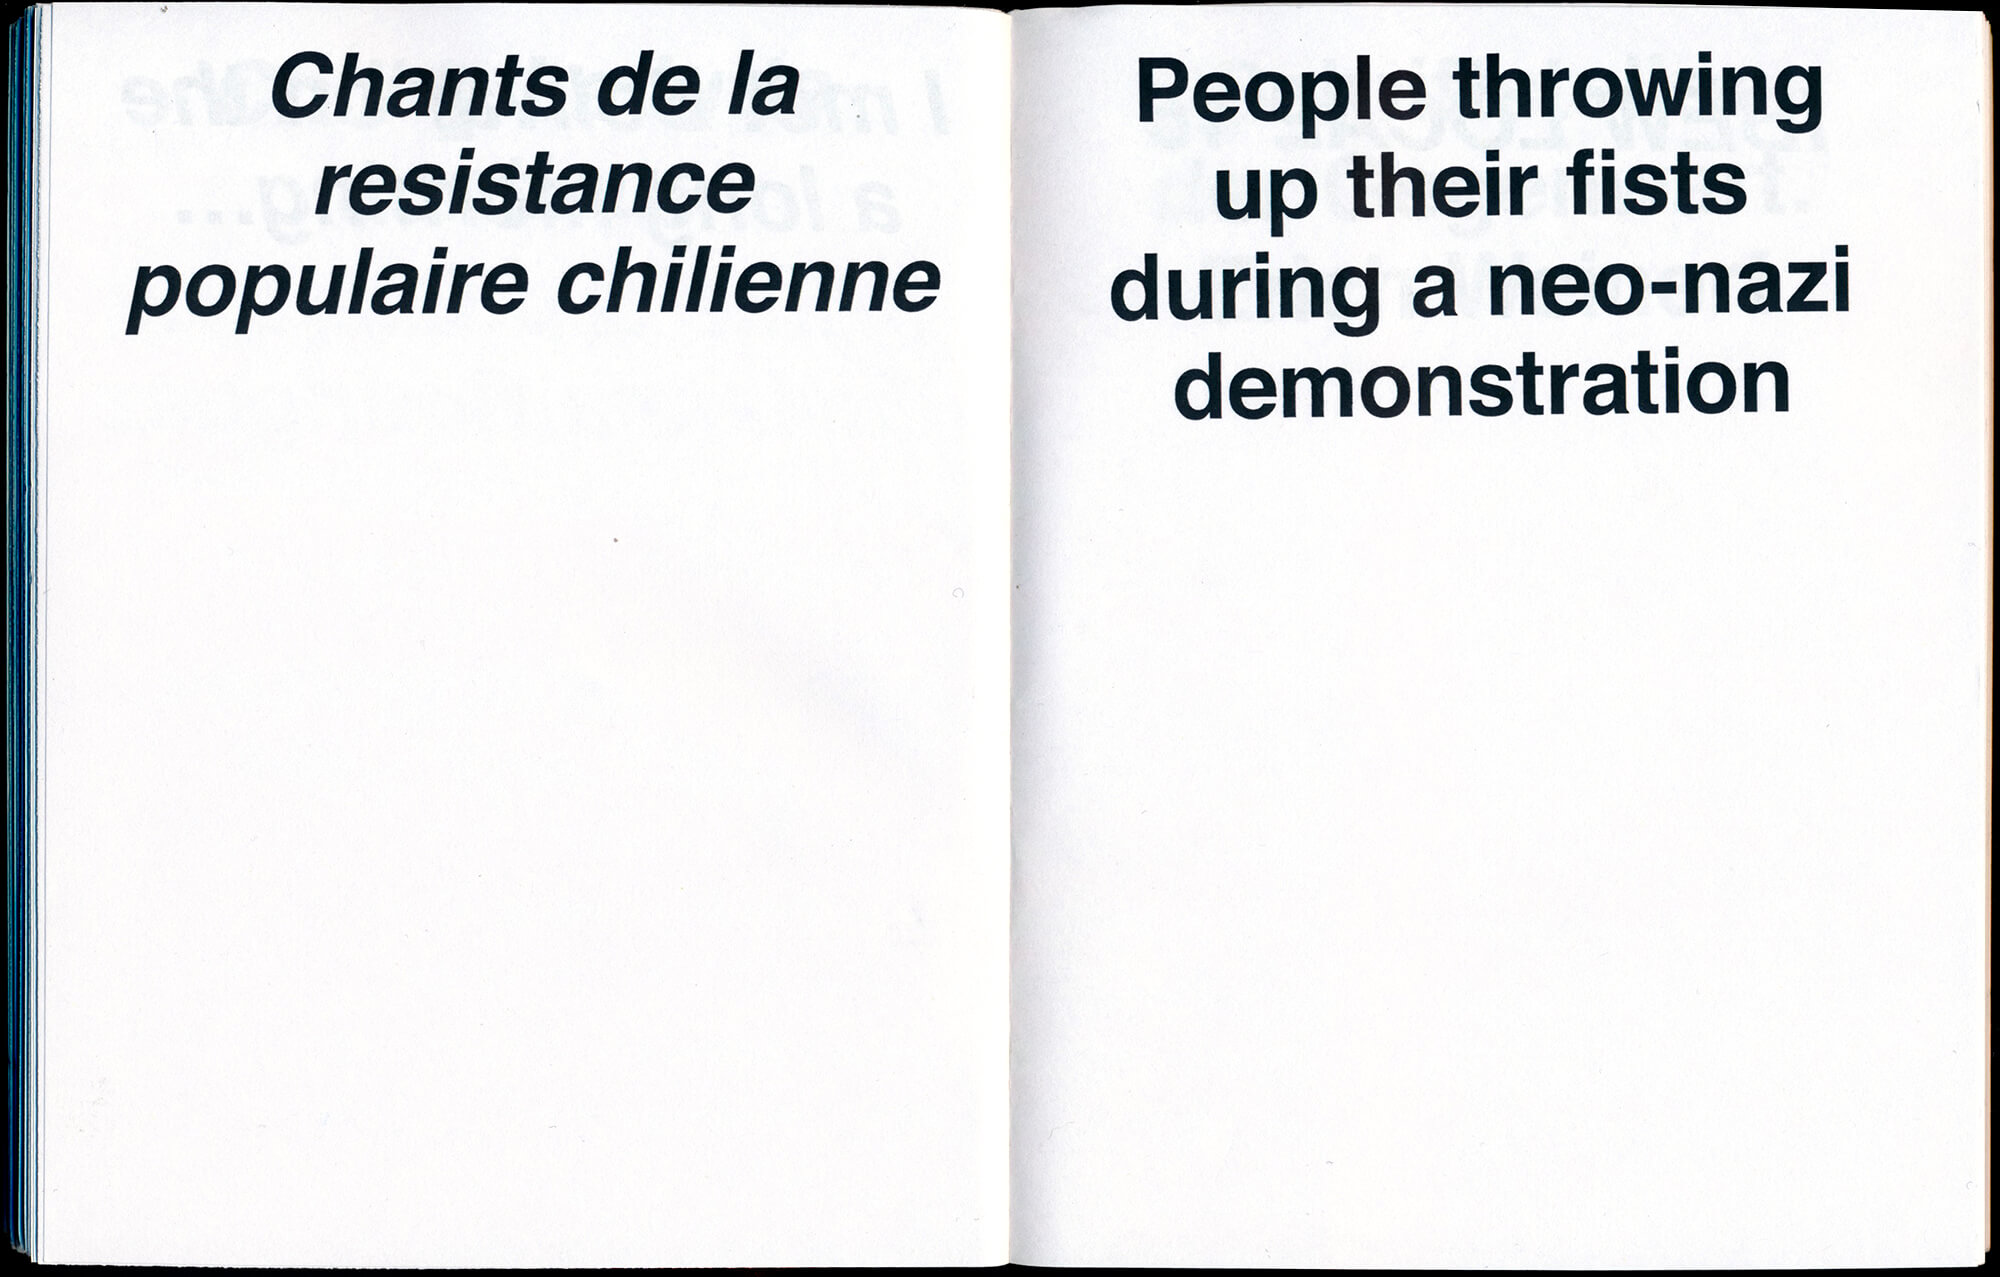 Chants de la
resistance
populaire chilienne
People throwing
up their fists
during a neo-nazi
demonstration